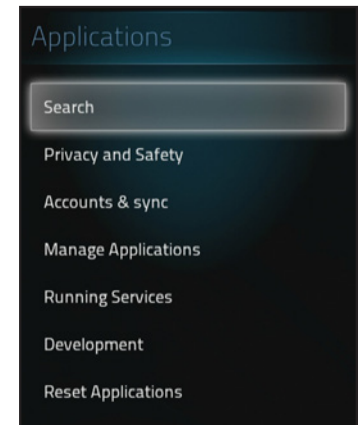 Applications
Search
Privacy and Safety
Accounts & sync
Manage Applications
Running Services
Development
Reset Applications